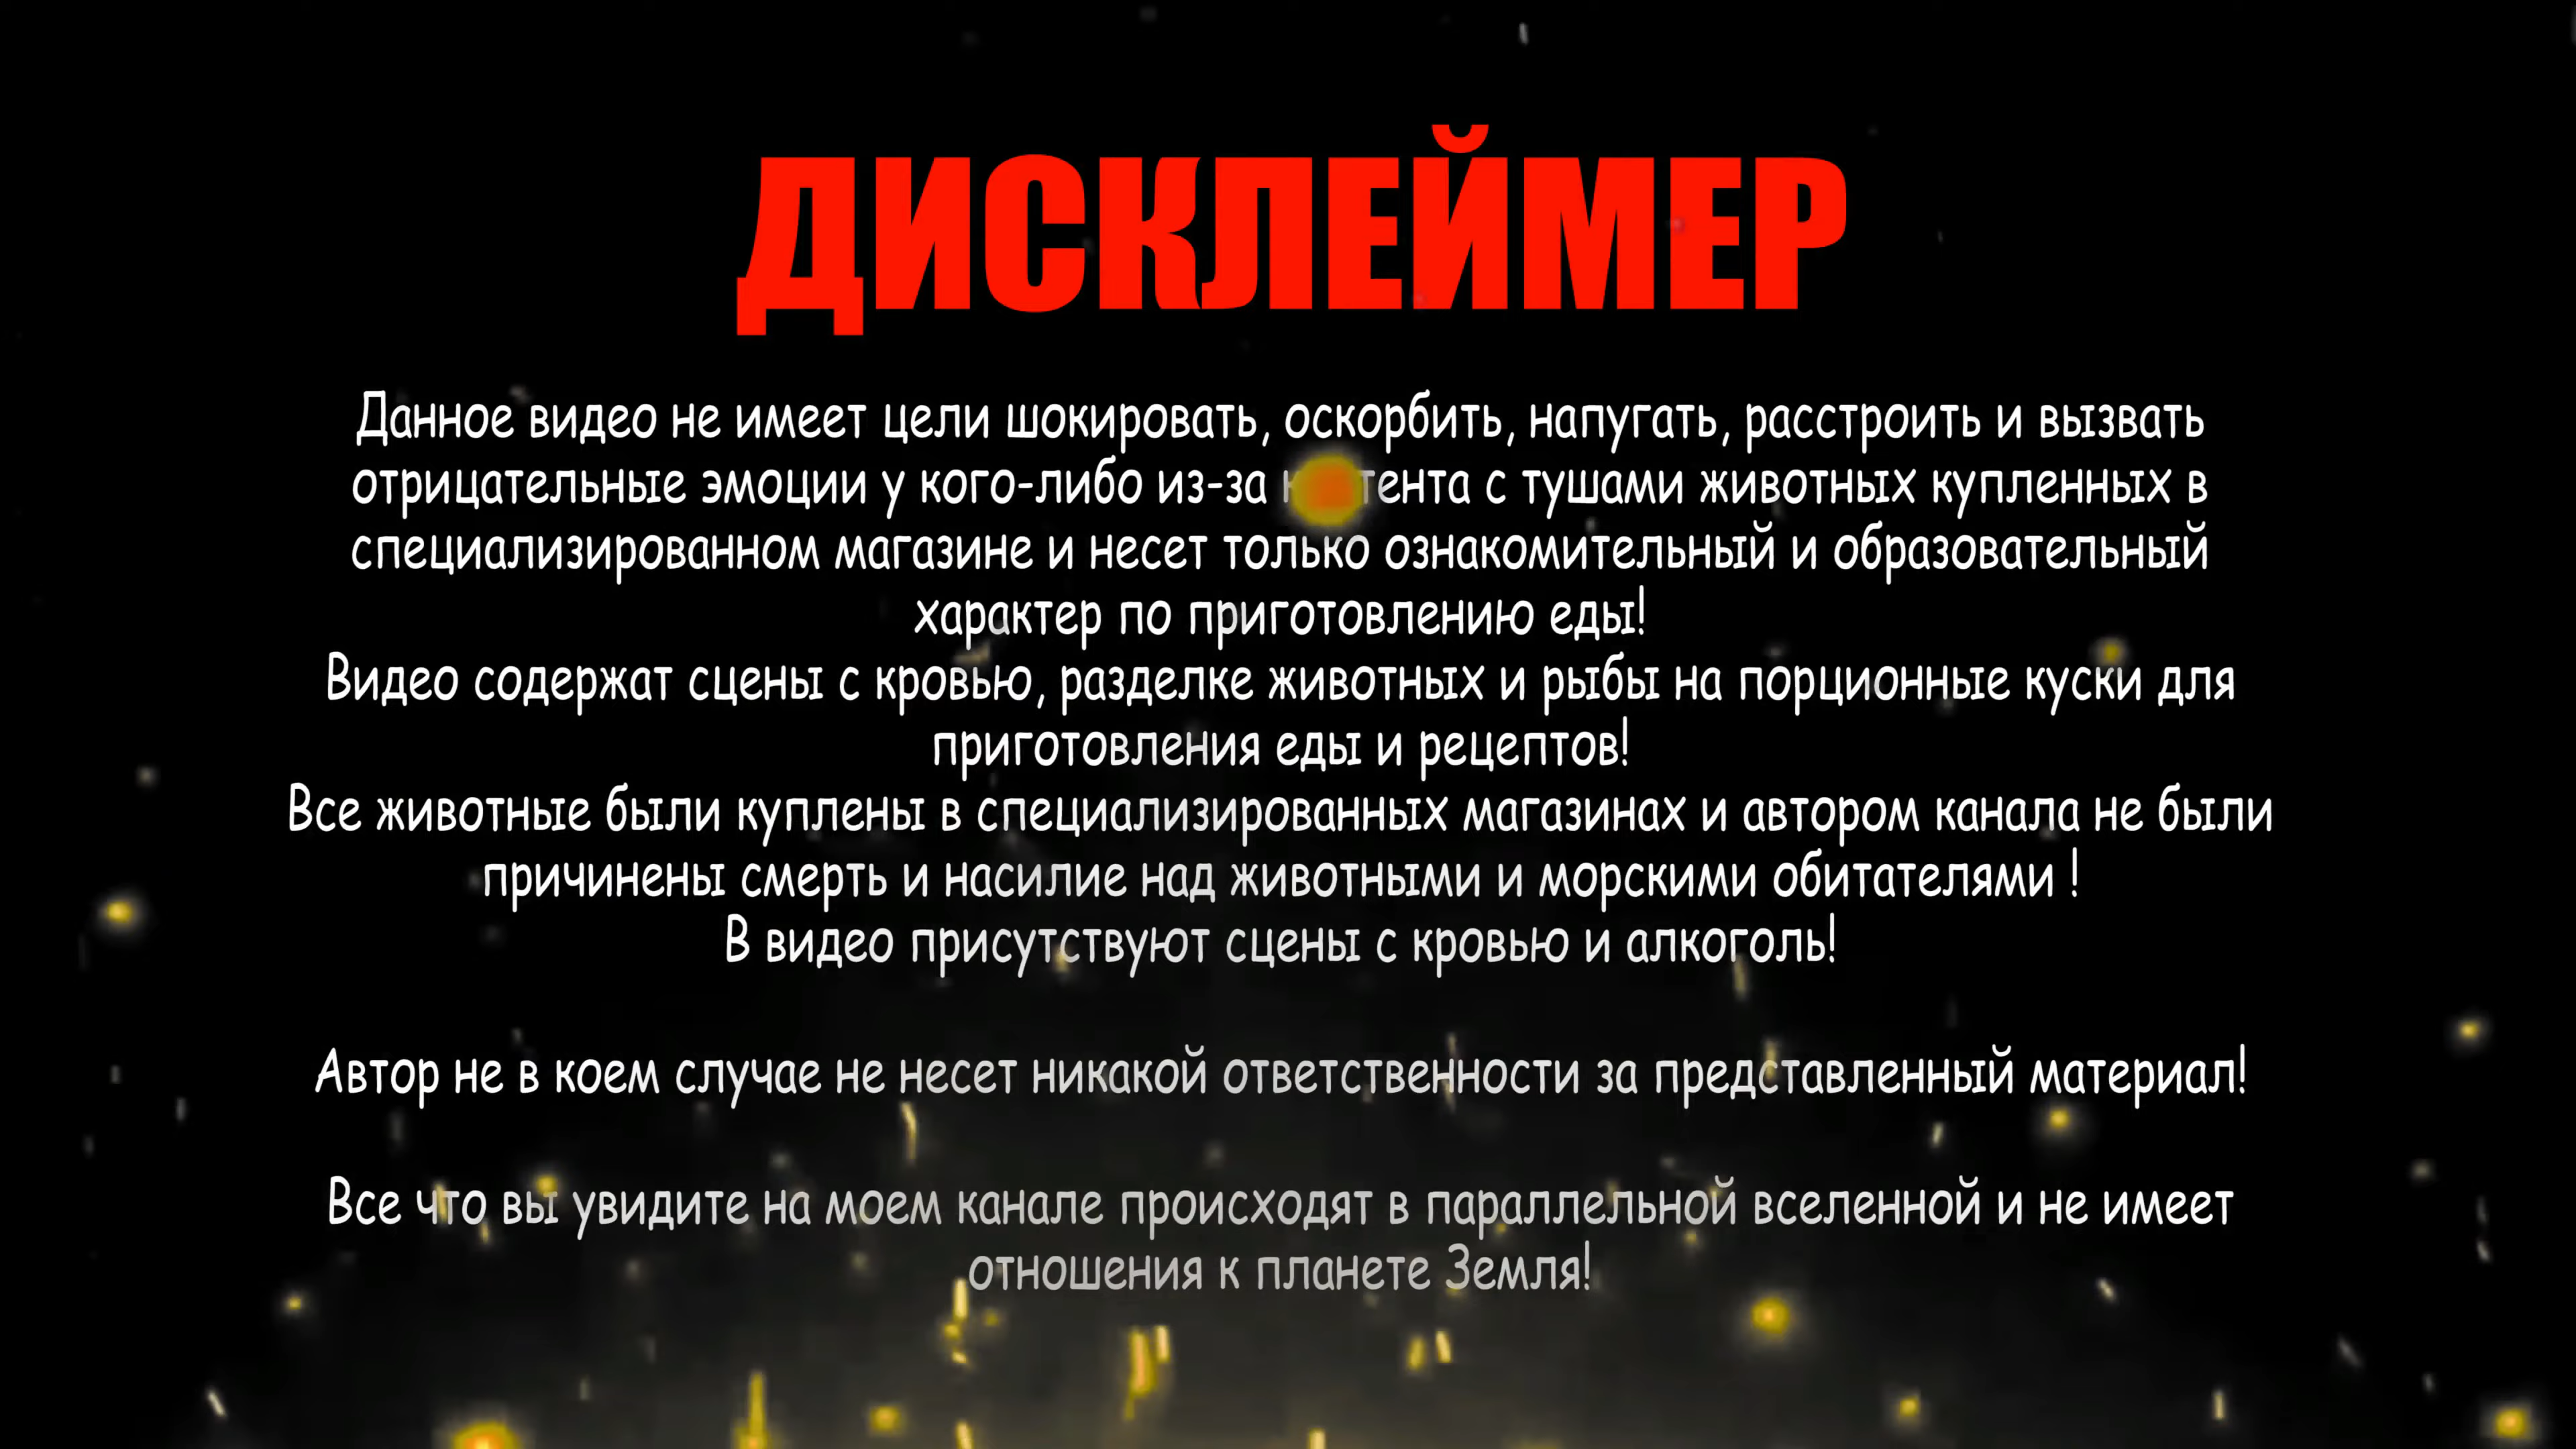 ДИСКЛЕЙМЕР
Данное видео не имеет цели шокировать, оскорбить, напугать, расстроить и вызвать
отрицательные эмоции у кого-либо из-за с тушами животных купленных в
специализированном магазине и несет только ознакомительный и образовательный
характер по приготовлению еды!
Видео содержат сцены с кровью, разделке животных и рыбы на порционные куски для
приготовления еды и рецептов!
Все животные были куплены в специализированных магазинах и автором канала не были
причинены смерть и насилие над животными и морскими обитателями !
В видео присутствуют сцены с кровью и алкоголь!
Автор не в коем случае не несет никакой ответственности за представленный материал!
Все что вы увидите на моем канале происходят в параллельной вселенной и не имеет
отношения к планете Земля!